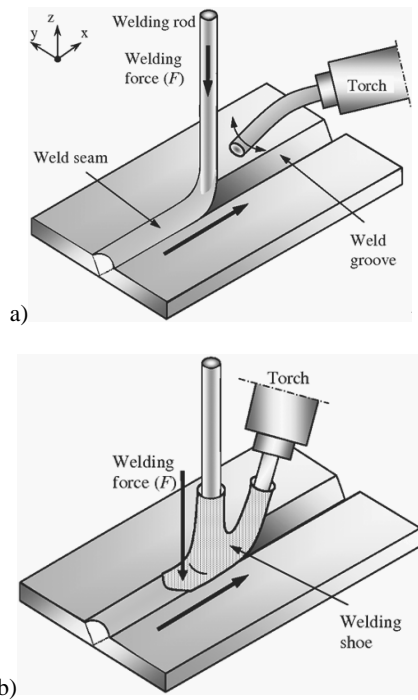 z
y
x
Welding rod
Welding
force (F)
Torch
Weld seam
Weld
groove
a)
Torch
Welding
force (F)
Welding
shoe
b)